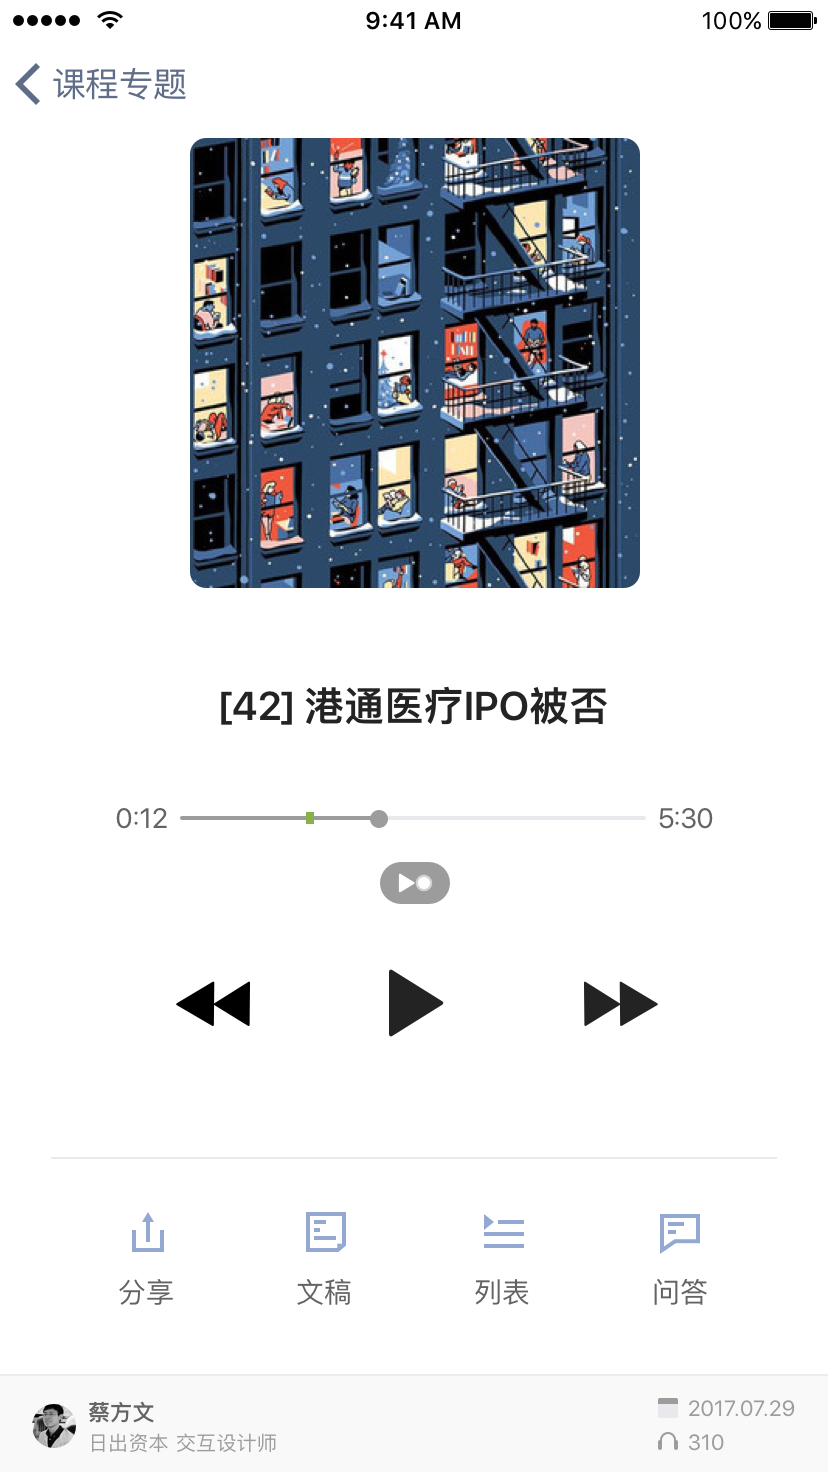 9:41 AM
100%
课程专题
[42] 港通医疗IPO被否
0:12
5:30
分享
文稿
列表
问答
蔡方文
日出资本 交互设计师
2017.07.29
310